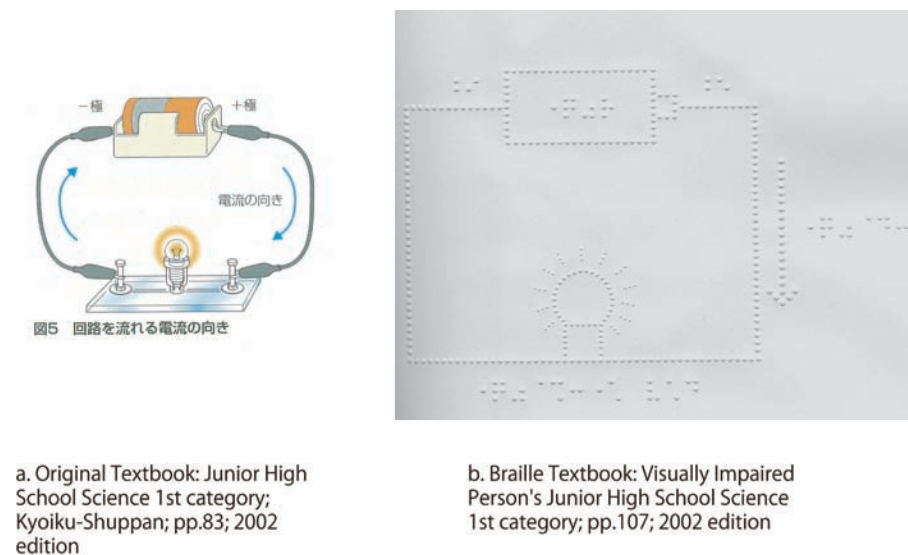 －極
＋極
電流の向き
図5 回路を流れる電流の向き
a. Original Textbook: Junior High
School Science 1st category;
Kyoiku-Shuppan; pp.83; 2002
edition
b. Braille Textbook: Visually Impaired
Person's Junior High School Science
1st category; pp.107; 2002 edition